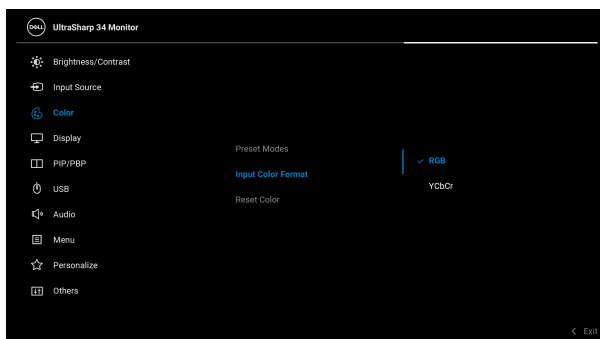 DELL
UltraSharp 34 Monitor
Brightness/Contrast
Input Source
Color
Display
PIP/PBP
USB
Audio
Menu
Personalize
Others
Preset Modes
Input Color Format
Reset Color
RGB
YCbCr
Exit